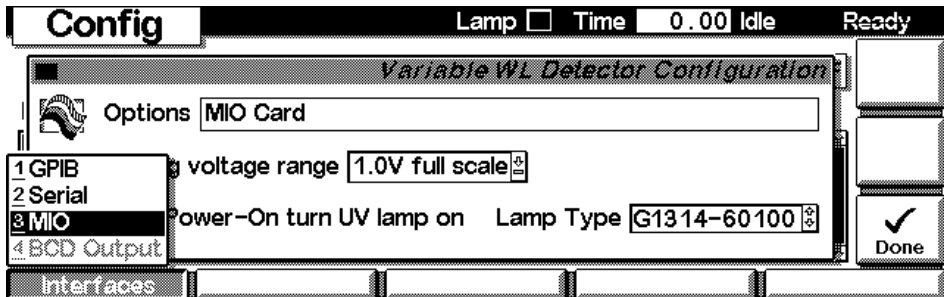 Config Lamp Time 0.00 Idle Ready
Variable WL Detector Configuration
Options MIO Card
voltage range 1.0V full scale
1 GPIB
2 Serial
3 MIO
4 BCD Output
Power-On turn UV lamp on Lamp Type G1314-60100
Done
Interfaces